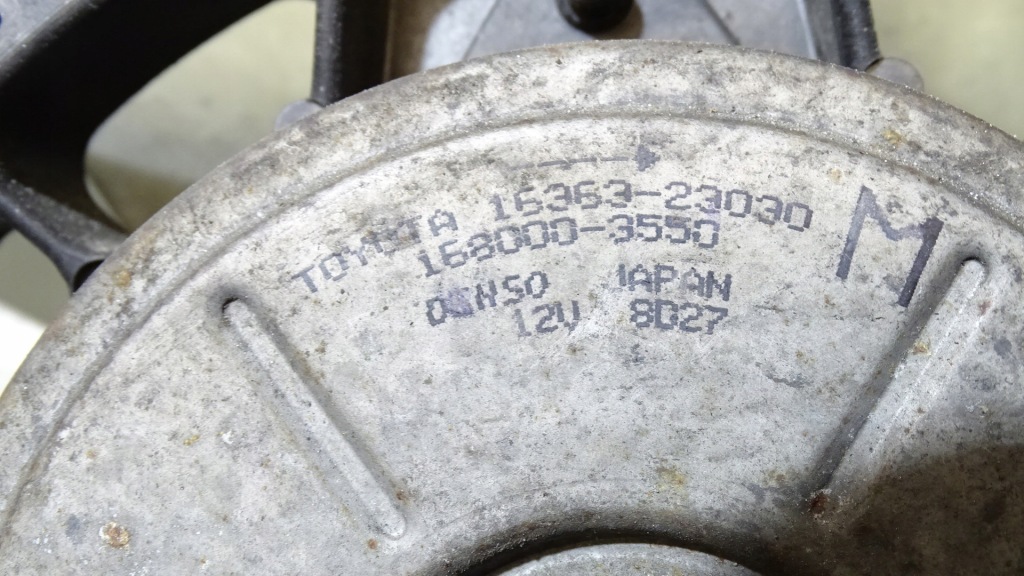 TOYOTA 16363-23030
168000-3550
DENSO JAPAN
12V 8D27
M